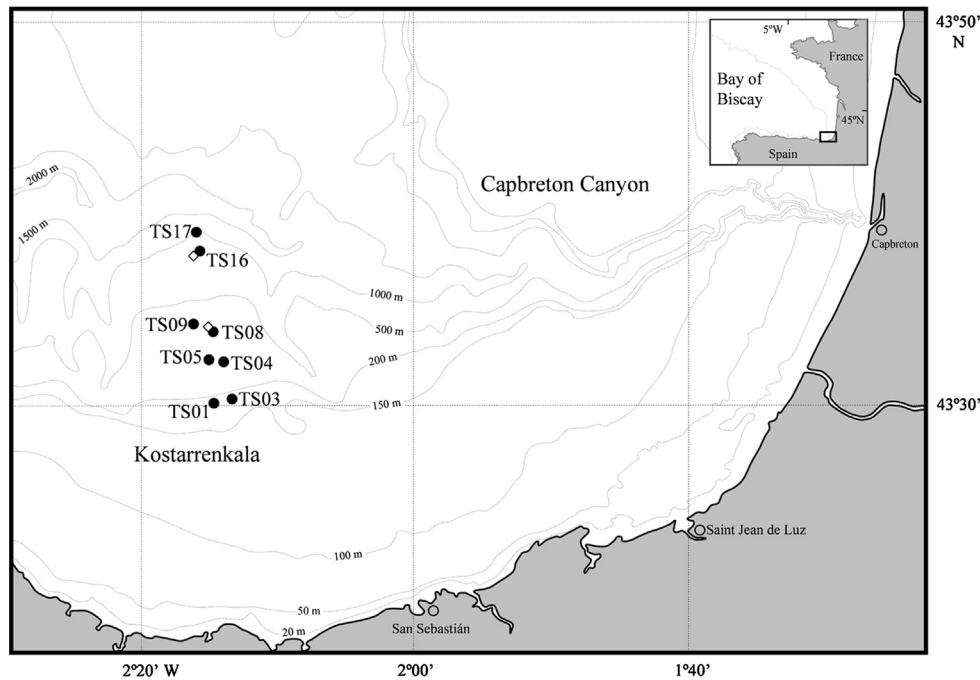 43°50'
N
5ºW
France
Bay of
Biscay
45ºN
Spain
2000 m
Capbreton Canyon
1500 m
TS17
Capbreton
TS16
1000 m
TS09
TS08
500 m
TS05
TS04
200 m
TS03
TS01
150 m
43°30'
Kostarrenkala
Saint Jean de Luz
100 m
50 m
San Sebastián
20 m
2°20' W
2°00'
1°40'